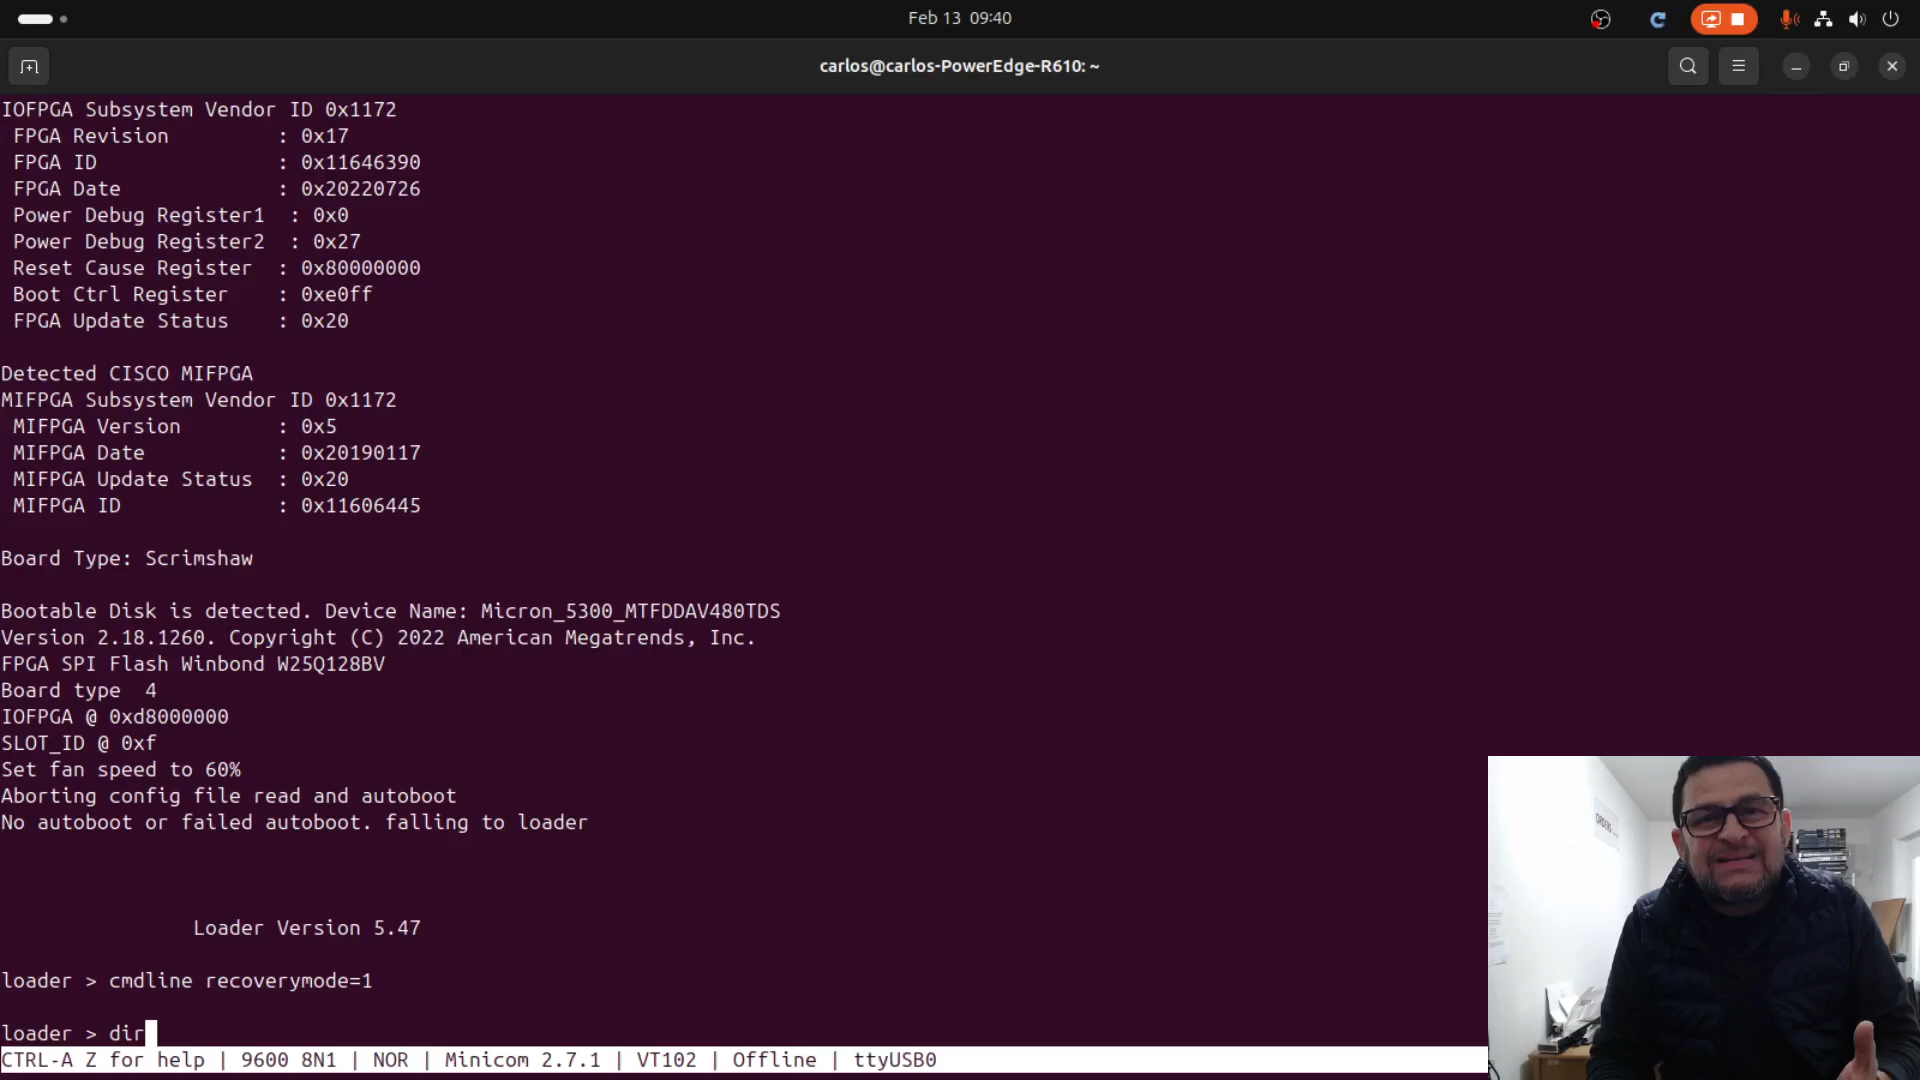 Feb 13 09:40
carlos@carlos-PowerEdge-R610: ~
IOFPGA Subsystem Vendor ID 0x1172
FPGA Revision : 0x17
FPGA ID : 0x11646390
FPGA Date : 0x20220726
Power Debug Register1 : 0x0
Power Debug Register2 : 0x27
Reset Cause Register : 0x80000000
Boot Ctrl Register : 0xe0ff
FPGA Update Status : 0x20
Detected CISCO MIFPGA
MIFPGA Subsystem Vendor ID 0x1172
MIFPGA Version : 0x5
MIFPGA Date : 0x20190117
MIFPGA Update Status : 0x20
MIFPGA ID : 0x11606445
Board Type: Scrimshaw
Bootable Disk is detected. Device Name: Micron_5300_MTFDDAV480TDS
Version 2.18.1260. Copyright (C) 2022 American Megatrends, Inc.
FPGA SPI Flash Winbond W25Q128BV
Board type 4
IOFPGA @ 0xd8000000
SLOT_ID @ 0xf
Set fan speed to 60%
Aborting config file read and autoboot
No autoboot or failed autoboot. falling to loader
Loader Version 5.47
loader > cmdline recoverymode=1
loader > dir
CTRL-A Z for help | 9600 8N1 | NOR | Minicom 2.7.1 | VT102 | Offline | ttyUSB0